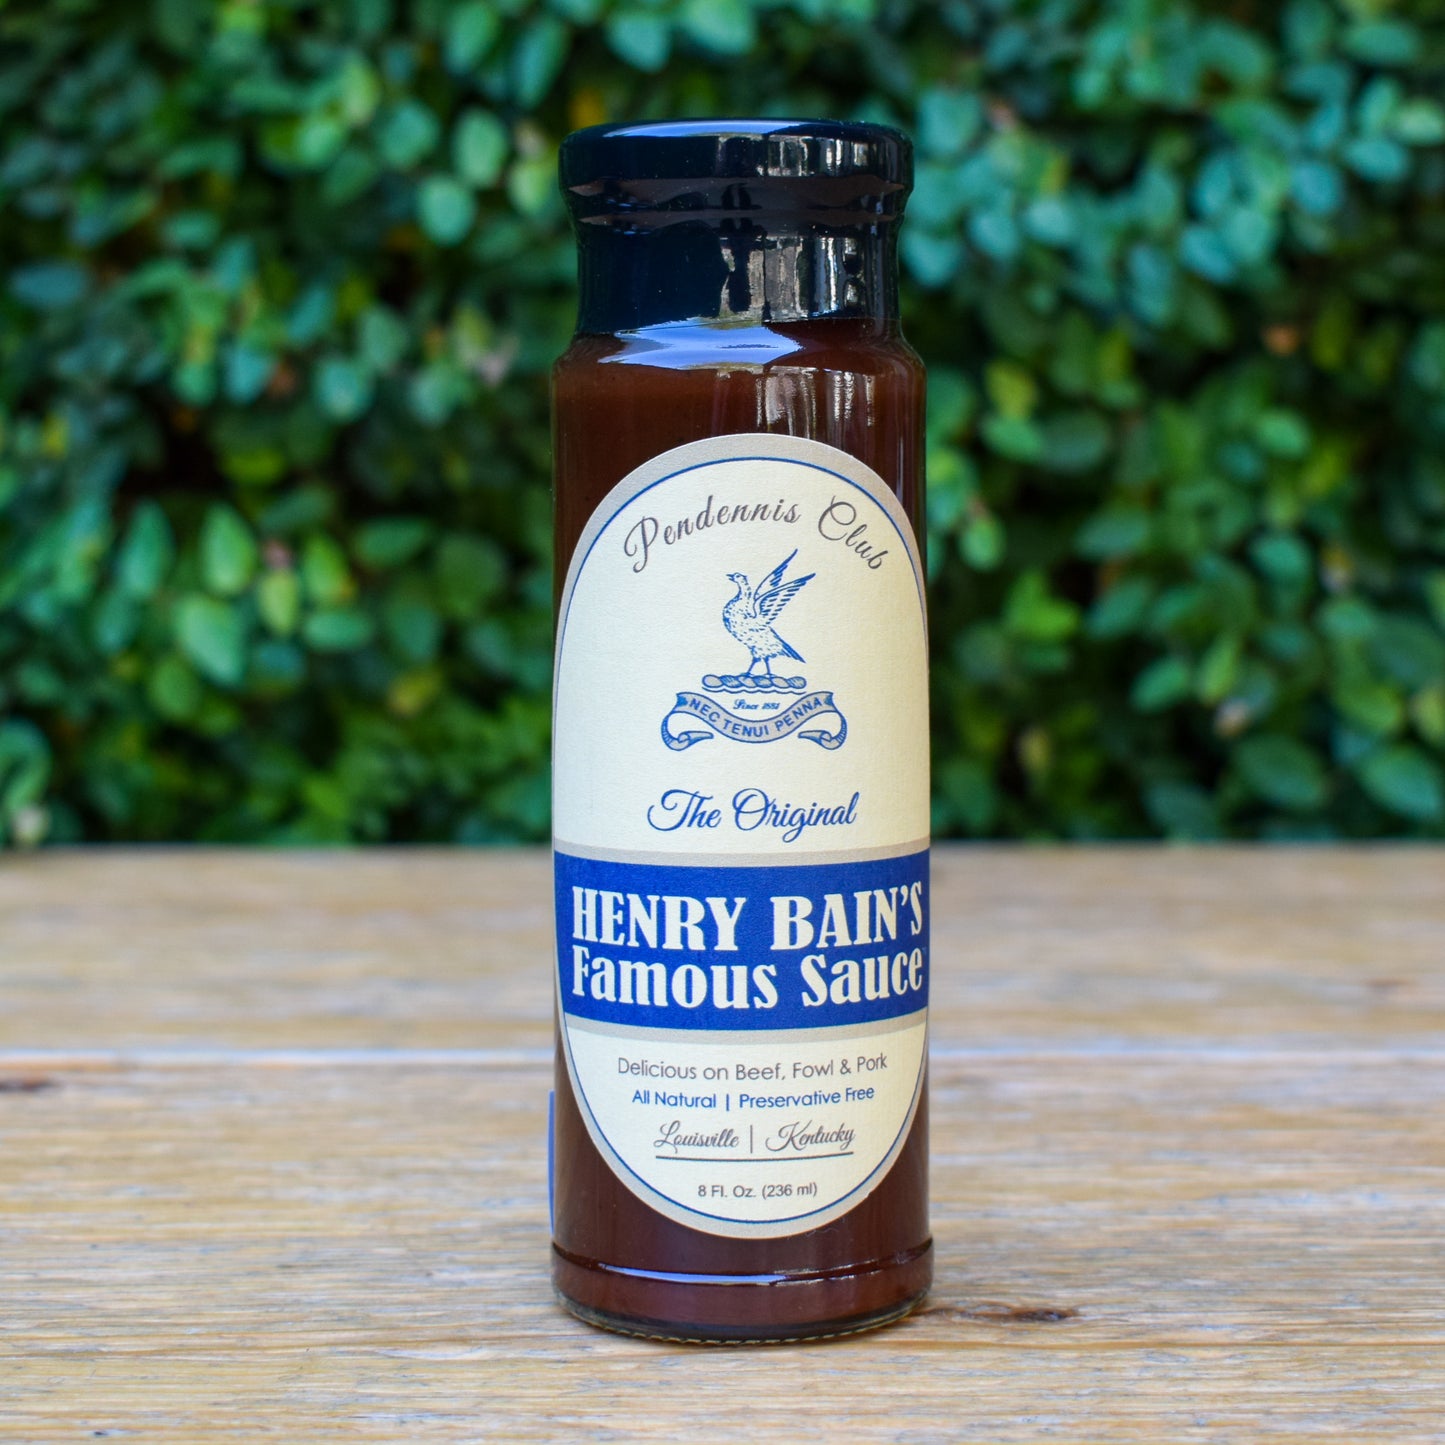 Pendennis Club
Since 1881
NEC TENUI PENNA
The Original
HENRY BAIN'S
Famous Sauce
Delicious on Beef, Fowl & Pork
All Natural | Preservative Free
Louisville | Kentucky
8 Fl. Oz. (236 ml)